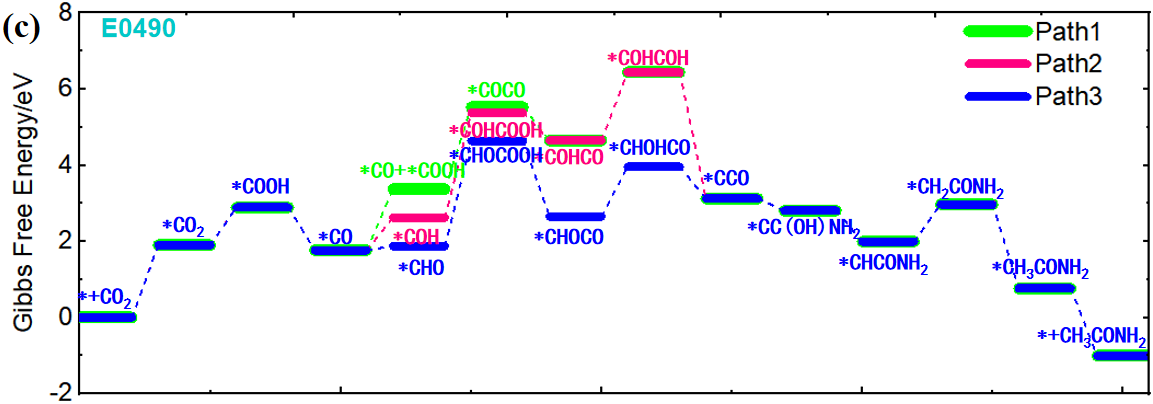 (c)
E0490
Path1
Path2
Path3
Gibbs Free Energy/eV
8
6
4
2
0
-2
*+CO₂
*CO₂
*COOH
*CO
*CO+*COOH
*COH
*CHO
*COCO
*COHCOOH
*CHOCOOH
*COHCO
*CHOCO
*COHCOH
*CHOHCO
*CCO
*CC(OH)NH₂
*CHCONH₂
*CH₂CONH₂
*CH₃CONH₂
*+CH₃CONH₂